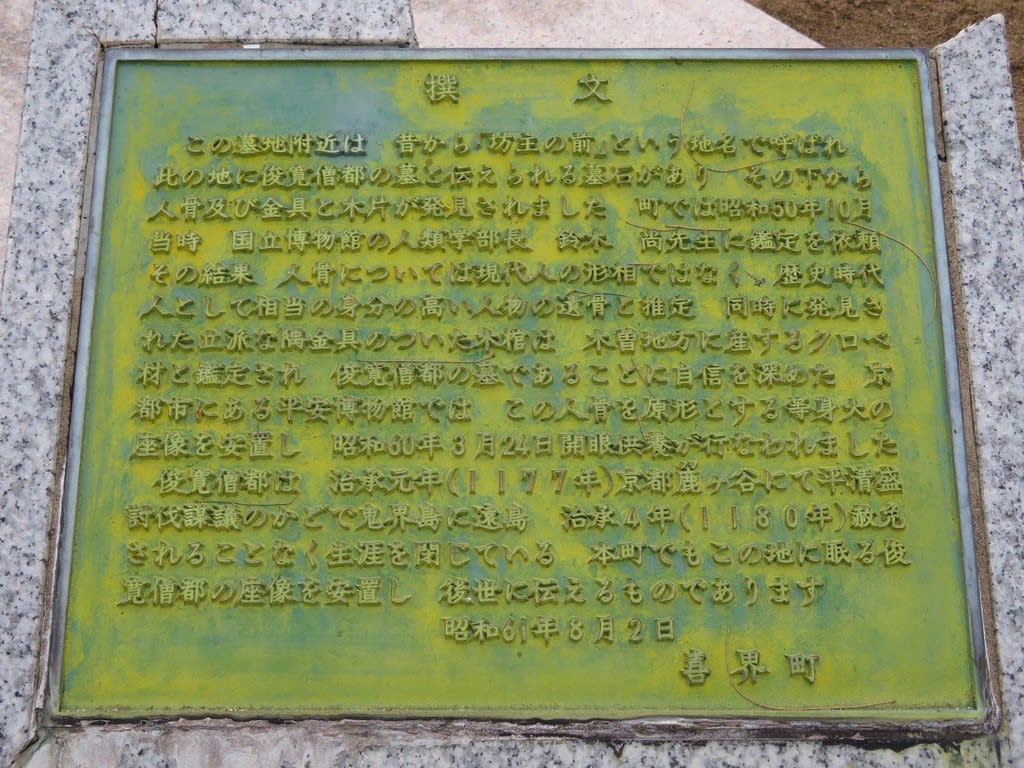 撰 文
この墓地附近は 昔から『坊主の前』という地名で呼ばれ
此の地に俊寛僧都の墓と伝えられる墓石があり その下から
人骨及び金具と木片が発見されました 町では昭和50年10月
当時 国立博物館の人類学部長 鈴木 尚先生に鑑定を依頼
その結果 人骨については現代人の形相ではなく、歴史時代
人として相当の身分の高い人物の遺骨と推定 同時に発見さ
れた立派な隅金具のついた木棺は 木曽地方に産するクロベ
材と鑑定され 俊寛僧都の墓であることに自信を深めた 京
都市にある平安博物館では この人骨を原形とする等身大の
座像を安置し 昭和60年3月24日開眼供養が行なわれました
俊寛僧都は 治承元年(1177年)京都鹿ヶ谷にて平清盛
討伐謀議のかどで鬼界島に遠島 治承4年(1180年)赦免
されることなく生涯を閉じている 本町でもこの地に眠る俊
寛僧都の座像を安置し 後世に伝えるものであります
昭和61年8月2日
喜界町